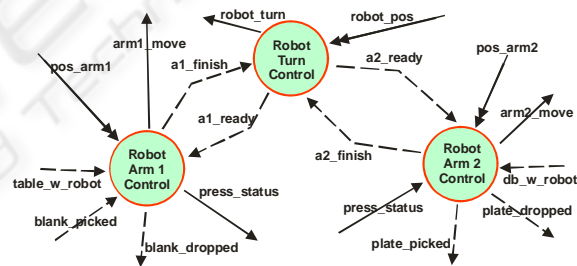 robot_turn
robot_pos
arm1_move
pos_arm1
a1_finish
Robot
Turn
Control
a2_ready
pos_arm2
a1_ready
arm2_move
Robot
Arm 1
Control
a2_finish
Robot
Arm 2
Control
table_w_robot
press_status
db_w_robot
blank_picked
press_status
plate_dropped
blank_dropped
plate_picked